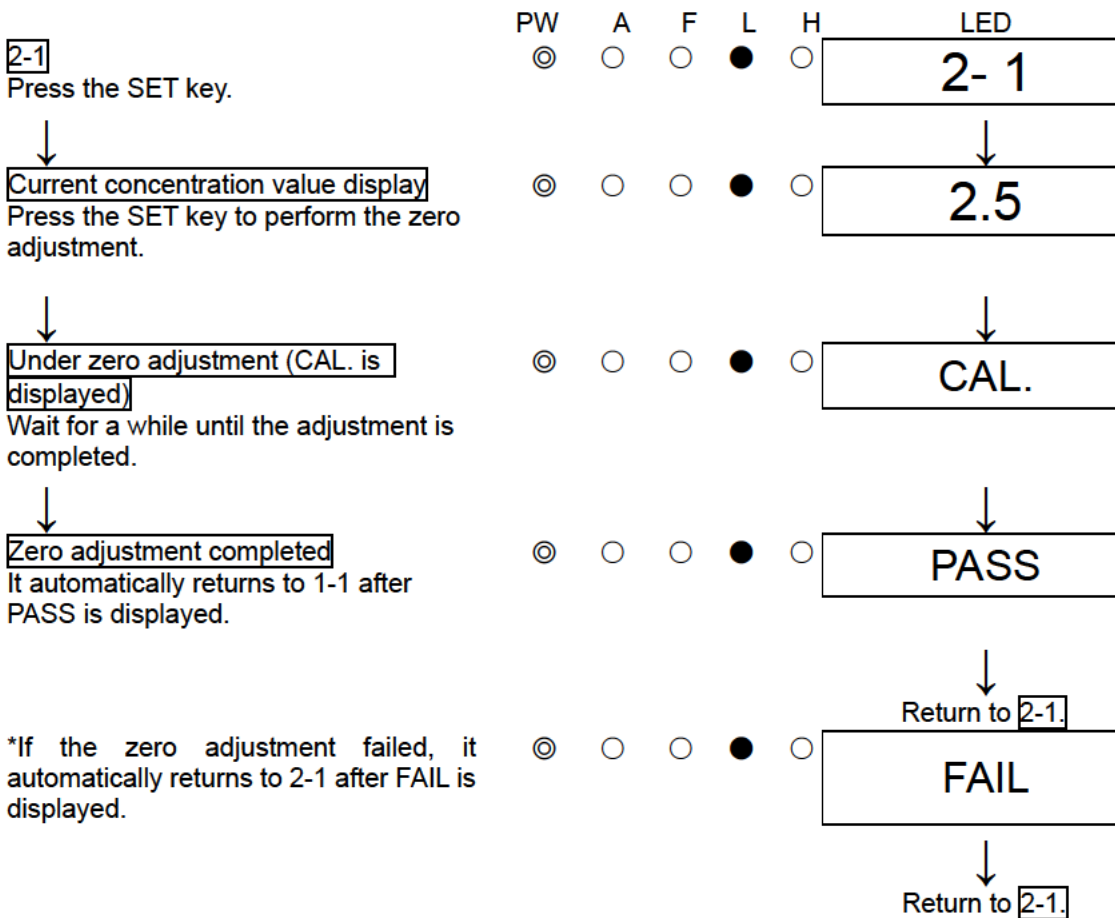 PW A F L H LED
2-1
Press the SET key.
◎ ○ ○ ● ○ 2- 1
↓ ↓
Current concentration value display
Press the SET key to perform the zero
adjustment.
◎ ○ ○ ● ○ 2.5
↓ ↓
Under zero adjustment (CAL. is
displayed)
Wait for a while until the adjustment is
completed.
◎ ○ ○ ● ○ CAL.
↓ ↓
Zero adjustment completed
It automatically returns to 1-1 after
PASS is displayed.
◎ ○ ○ ● ○ PASS
↓
Return to 2-1.
*If the zero adjustment failed, it
automatically returns to 2-1 after FAIL is
displayed.
◎ ○ ○ ● ○ FAIL
↓
Return to 2-1.